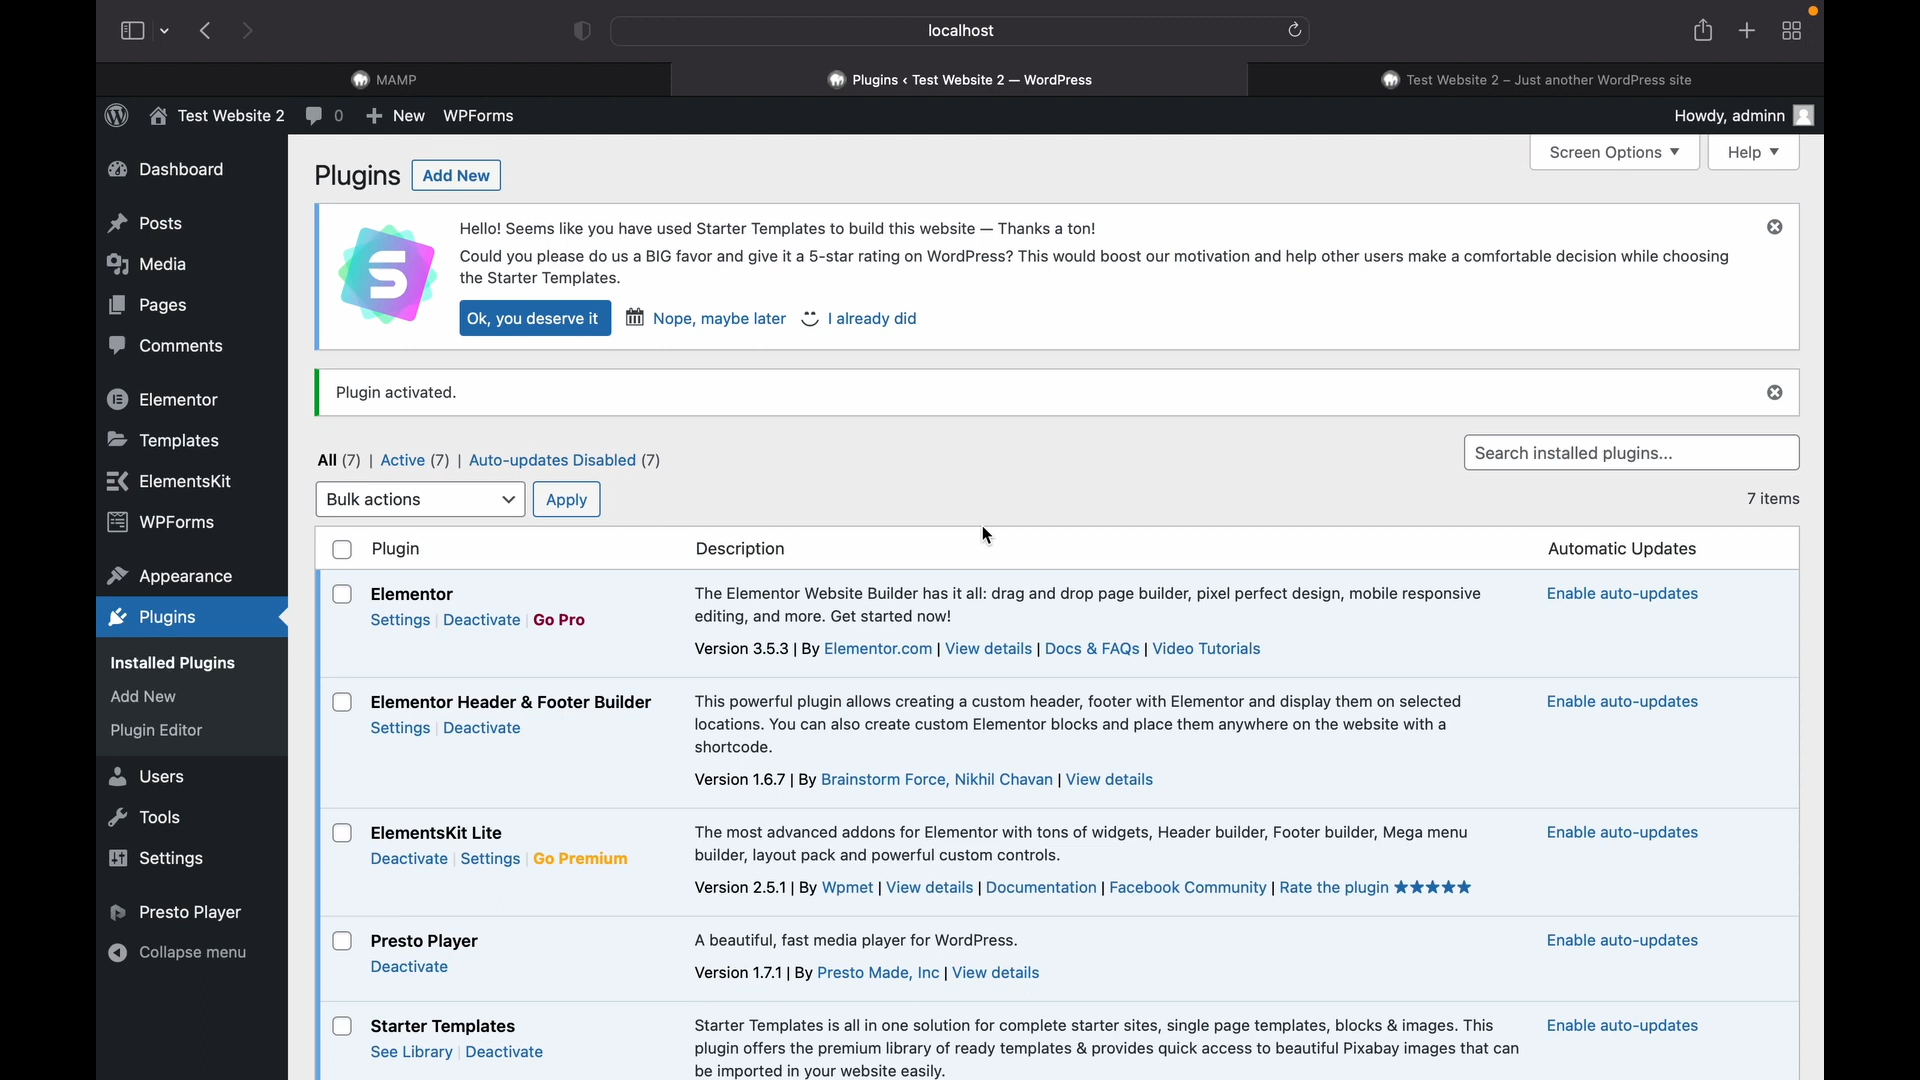 localhost
MAMP
Plugins ‹ Test Website 2 — WordPress
Test Website 2 – Just another WordPress site
Test Website 2
0
New
WPForms
Howdy, adminn
Dashboard
Posts
Media
Pages
Comments
Elementor
Templates
ElementsKit
WPForms
Appearance
Plugins
Installed Plugins
Add New
Plugin Editor
Users
Tools
Settings
Presto Player
Collapse menu
Screen Options
Help
Plugins
Add New
Hello! Seems like you have used Starter Templates to build this website — Thanks a ton!
Could you please do us a BIG favor and give it a 5-star rating on WordPress? This would boost our motivation and help other users make a comfortable decision while choosing
the Starter Templates.
Ok, you deserve it
Nope, maybe later
I already did
Plugin activated.
All (7) | Active (7) | Auto-updates Disabled (7)
Search installed plugins...
Bulk actions
Apply
7 items
Plugin
Description
Automatic Updates
Elementor
Settings | Deactivate | Go Pro
The Elementor Website Builder has it all: drag and drop page builder, pixel perfect design, mobile responsive
editing, and more. Get started now!
Version 3.5.3 | By Elementor.com | View details | Docs & FAQs | Video Tutorials
Enable auto-updates
Elementor Header & Footer Builder
Settings | Deactivate
This powerful plugin allows creating a custom header, footer with Elementor and display them on selected
locations. You can also create custom Elementor blocks and place them anywhere on the website with a
shortcode.
Version 1.6.7 | By Brainstorm Force, Nikhil Chavan | View details
Enable auto-updates
ElementsKit Lite
Deactivate | Settings | Go Premium
The most advanced addons for Elementor with tons of widgets, Header builder, Footer builder, Mega menu
builder, layout pack and powerful custom controls.
Version 2.5.1 | By Wpmet | View details | Documentation | Facebook Community | Rate the plugin ★★★★★
Enable auto-updates
Presto Player
Deactivate
A beautiful, fast media player for WordPress.
Version 1.7.1 | By Presto Made, Inc | View details
Enable auto-updates
Starter Templates
See Library | Deactivate
Starter Templates is all in one solution for complete starter sites, single page templates, blocks & images. This
plugin offers the premium library of ready templates & provides quick access to beautiful Pixabay images that can
be imported in your website easily.
Enable auto-updates